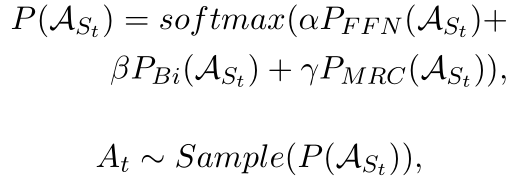 P(𝒜_{S_t}) = softmax(αP_{FFN}(𝒜_{S_t})+
βP_{Bi}(𝒜_{S_t}) + γP_{MRC}(𝒜_{S_t})),
A_t ∼ Sample(P(𝒜_{S_t})),